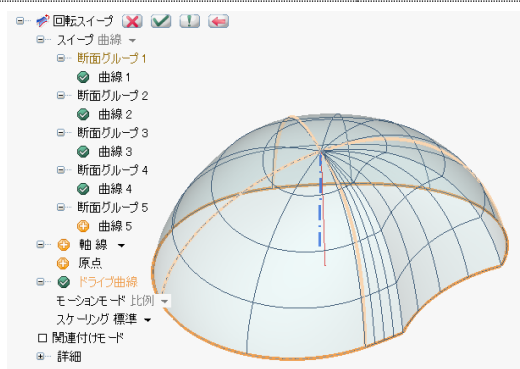 回転スイープ
スイープ 曲線
断面グループ1
曲線 1
断面グループ2
曲線 2
断面グループ3
曲線 3
断面グループ4
曲線 4
断面グループ5
曲線 5
軸線
原点
ドライブ曲線
モーションモード 比例
スケーリング 標準
関連付けモード
詳細